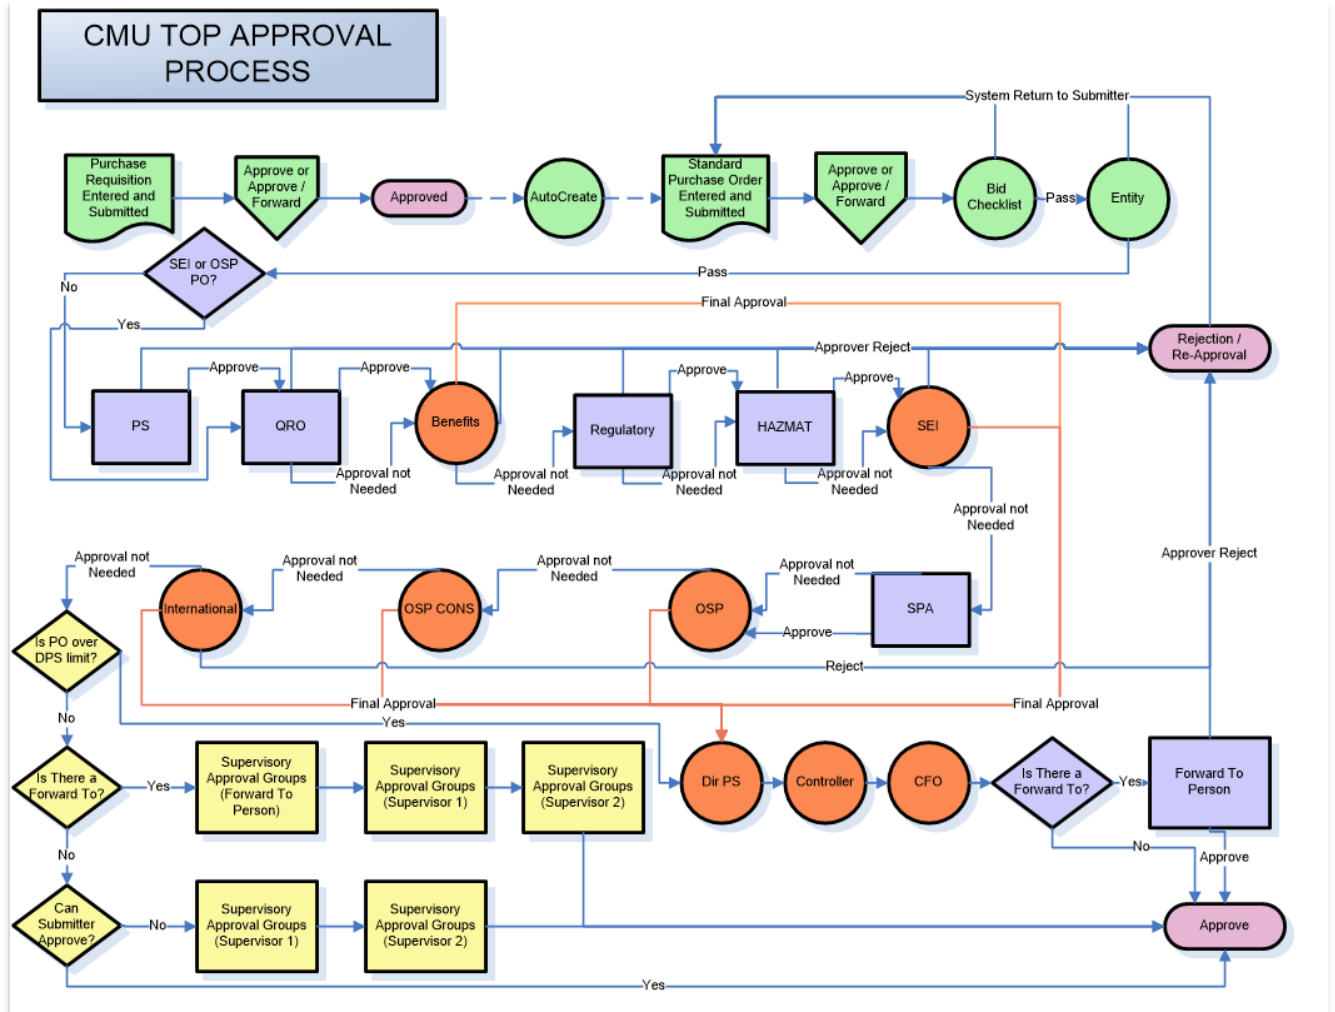 CMU TOP APPROVAL
PROCESS
System Return to Submitter
Purchase
Requisition
Entered and
Submitted
Approve or
Approve /
Forward
Approved
AutoCreate
Standard
Purchase Order
Entered and
Submitted
Approve or
Approve /
Forward
Bid
Checklist
Pass
Entity
SEI or OSP
PO?
No
Yes
Pass
Final Approval
Approver Reject
Rejection /
Re-Approval
PS
Approve
QRO
Approve
Approval not
Needed
Benefits
Approval not
Needed
Regulatory
Approve
Approval not
Needed
HAZMAT
Approve
Approval not
Needed
SEI
Approval not
Needed
Approver Reject
Approval not
Needed
International
Approval not
Needed
OSP CONS
Approval not
Needed
OSP
Approval not
Needed
Approve
SPA
Is PO over
DPS limit?
Reject
Final Approval
Final Approval
Yes
No
Is There a
Forward To?
Yes
Supervisory
Approval Groups
(Forward To
Person)
Supervisory
Approval Groups
(Supervisor 1)
Supervisory
Approval Groups
(Supervisor 2)
Dir PS
Controller
CFO
Is There a
Forward To?
Yes
Forward To
Person
No
No
Approve
Can
Submitter
Approve?
No
Supervisory
Approval Groups
(Supervisor 1)
Supervisory
Approval Groups
(Supervisor 2)
Approve
Yes